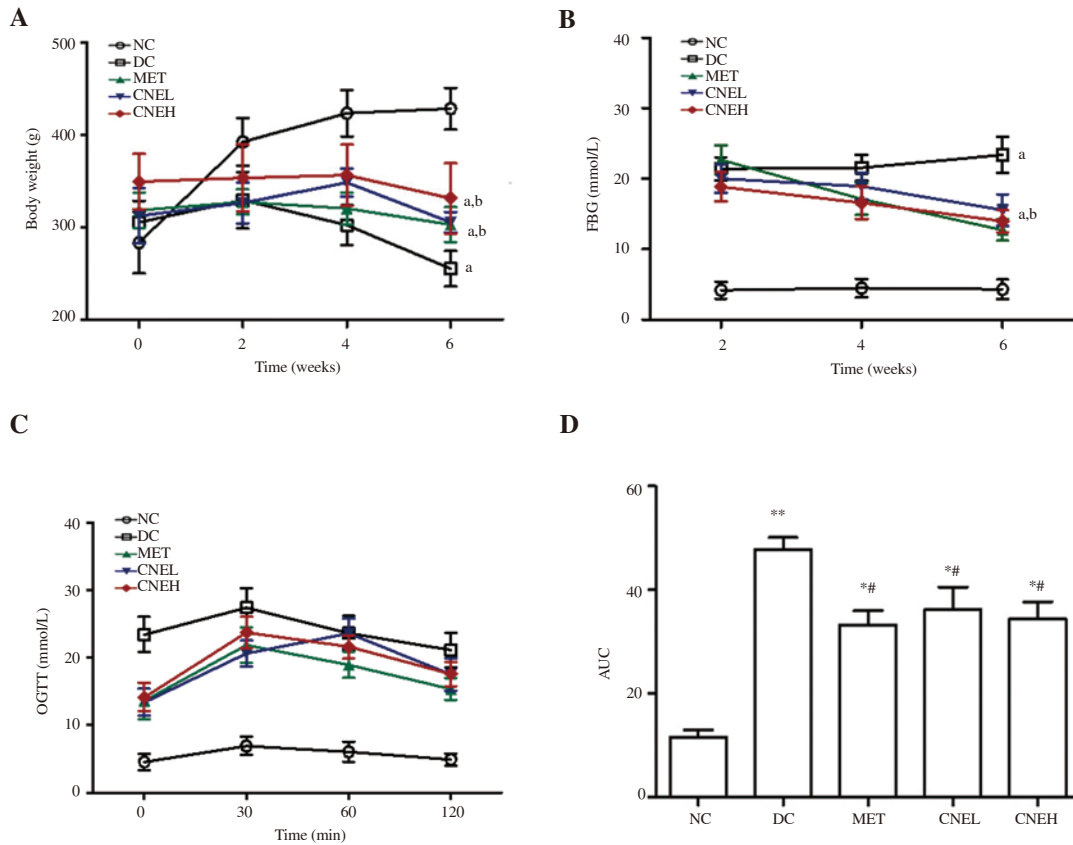 A
500
400
300
200
Body weight (g)
NC
DC
MET
CNEL
CNEH
a,b
a,b
a
0 2 4 6
Time (weeks)
B
40
30
20
10
0
FBG (mmol/L)
NC
DC
MET
CNEL
CNEH
a
a,b
2 4 6
Time (weeks)
C
40
30
20
10
0
OGTT (mmol/L)
NC
DC
MET
CNEL
CNEH
0 30 60 120
Time (min)
D
60
40
20
0
AUC
**
*#
*#
*#
NC DC MET CNEL CNEH